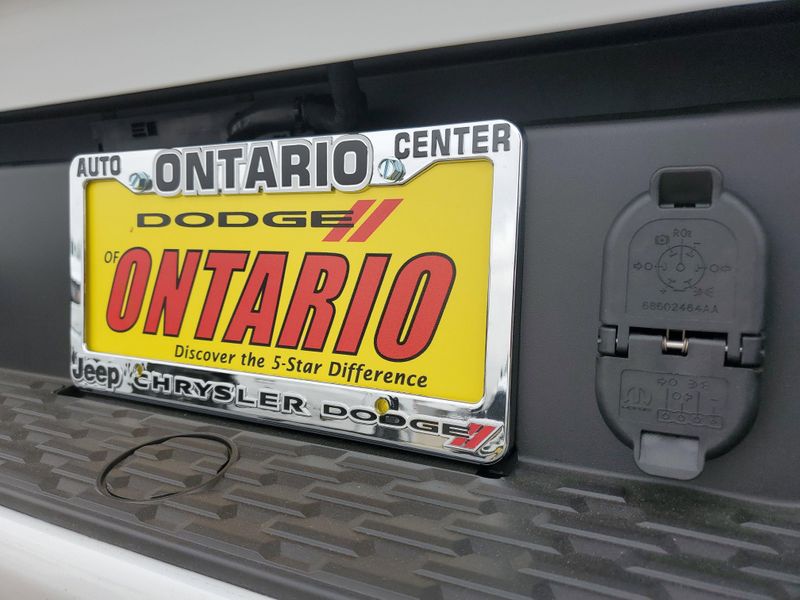 AUTO ONTARIO CENTER
DODGE
OF ONTARIO
Discover the 5-Star Difference
Jeep CHRYSLER DODGE
68602464AA